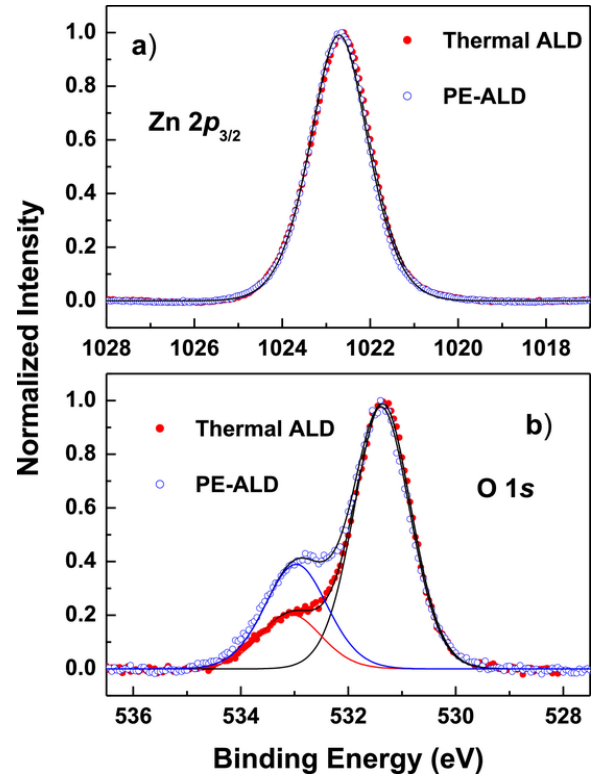 a)
Thermal ALD
PE-ALD
Zn 2p3/2
1.0
0.8
0.6
0.4
0.2
0.0
1028 1026 1024 1022 1020 1018
Normalized Intensity
b)
Thermal ALD
PE-ALD
O 1s
1.0
0.8
0.6
0.4
0.2
0.0
536 534 532 530 528
Binding Energy (eV)